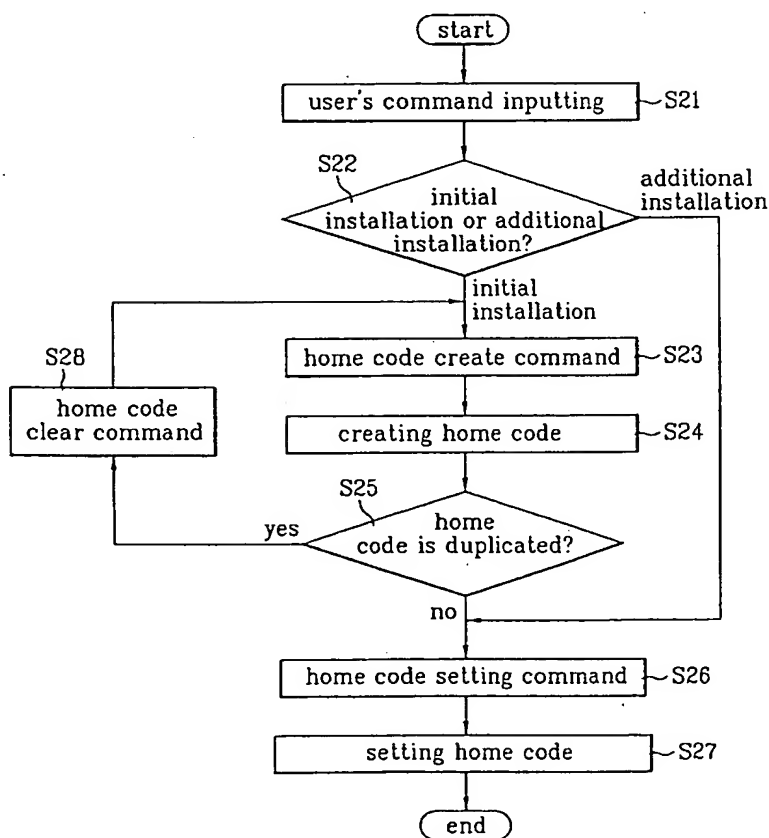 start
user's command inputting
S21
S22
initial
installation or additional
installation?
additional
installation
initial
installation
S28
home code
clear command
home code create command
S23
creating home code
S24
S25
yes
home
code is duplicated?
no
home code setting command
S26
setting home code
S27
end